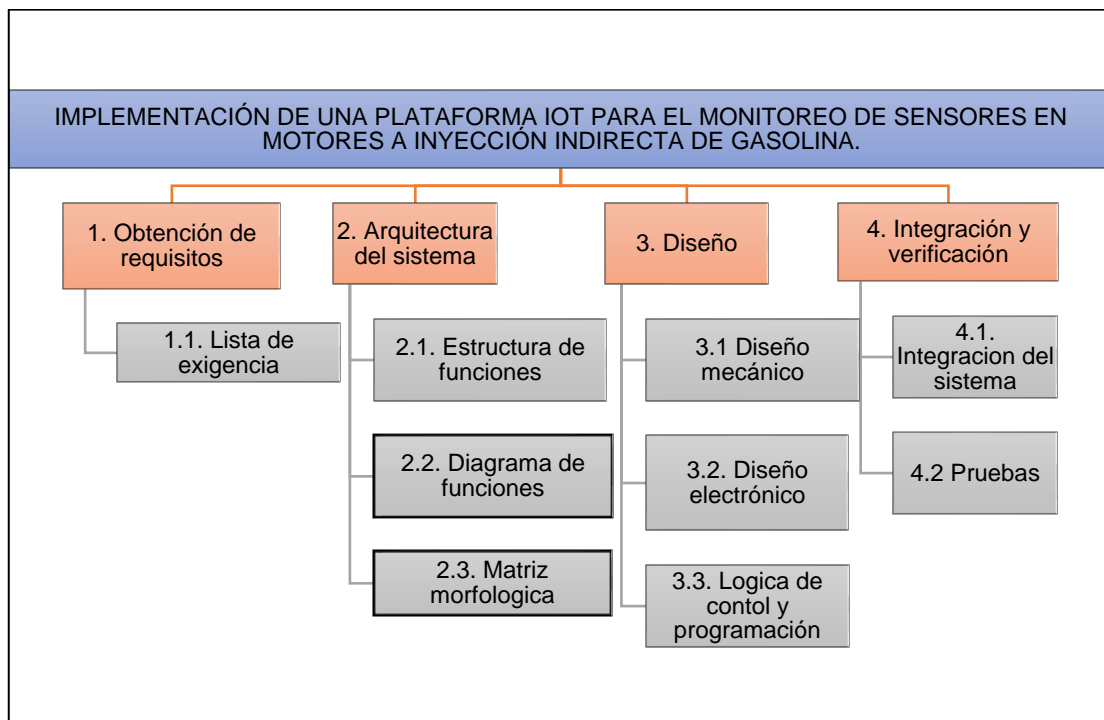 IMPLEMENTACIÓN DE UNA PLATAFORMA IOT PARA EL MONITOREO DE SENSORES EN
MOTORES A INYECCIÓN INDIRECTA DE GASOLINA.
1. Obtención de
requisitos
1.1. Lista de
exigencia
2. Arquitectura
del sistema
2.1. Estructura de
funciones
2.2. Diagrama de
funciones
2.3. Matriz
morfologica
3. Diseño
3.1 Diseño
mecánico
3.2. Diseño
electrónico
3.3. Logica de
contol y
programación
4. Integración y
verificación
4.1.
Integracion del
sistema
4.2 Pruebas